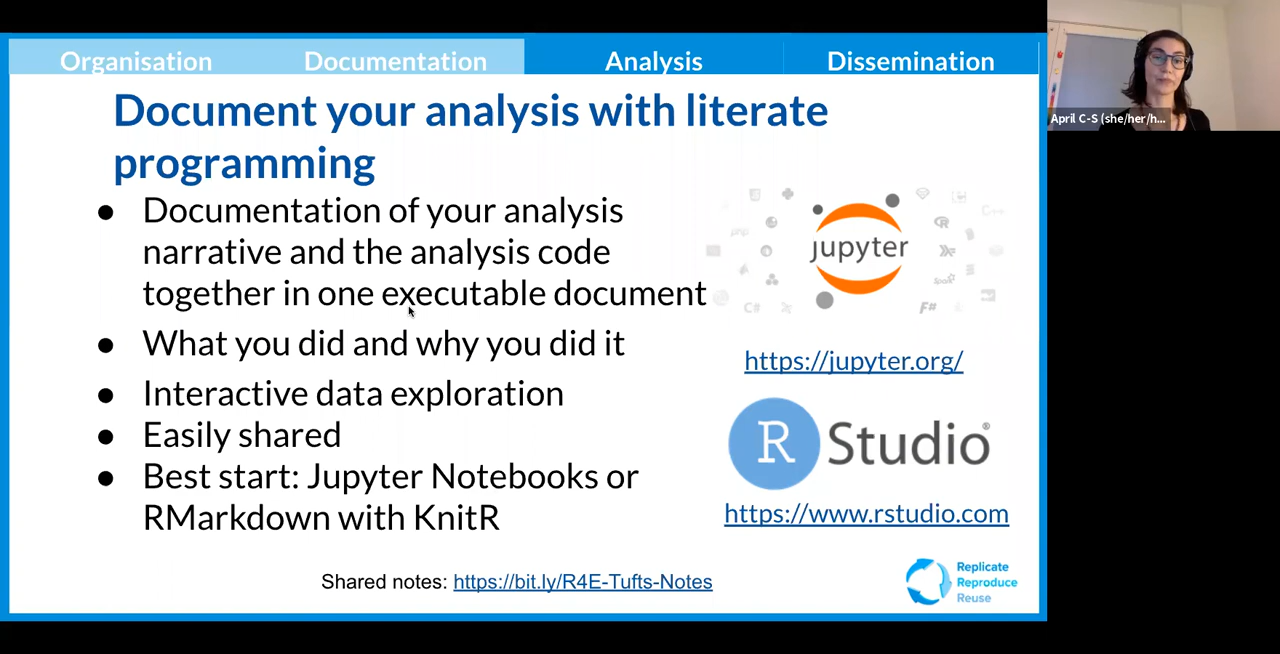 Organisation Documentation Analysis Dissemination
April C-S (she/her/h...
Document your analysis with literate
programming
● Documentation of your analysis
narrative and the analysis code
together in one executable document
● What you did and why you did it
● Interactive data exploration
● Easily shared
● Best start: Jupyter Notebooks or
RMarkdown with KnitR
jupyter
C++
php
Spark
C#
F#
https://jupyter.org/
R Studio®
https://www.rstudio.com
Shared notes: https://bit.ly/R4E-Tufts-Notes
Replicate
Reproduce
Reuse